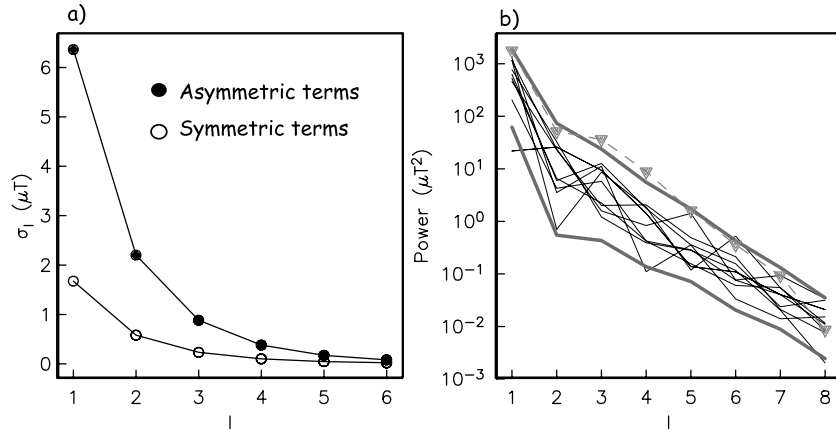 a)
6
5
4
3
2
1
0
σl (μT)
Asymmetric terms
Symmetric terms
1 2 3 4 5 6
l
b)
10³
10²
10¹
10⁰
10⁻¹
10⁻²
10⁻³
Power (μT²)
1 2 3 4 5 6 7 8
l